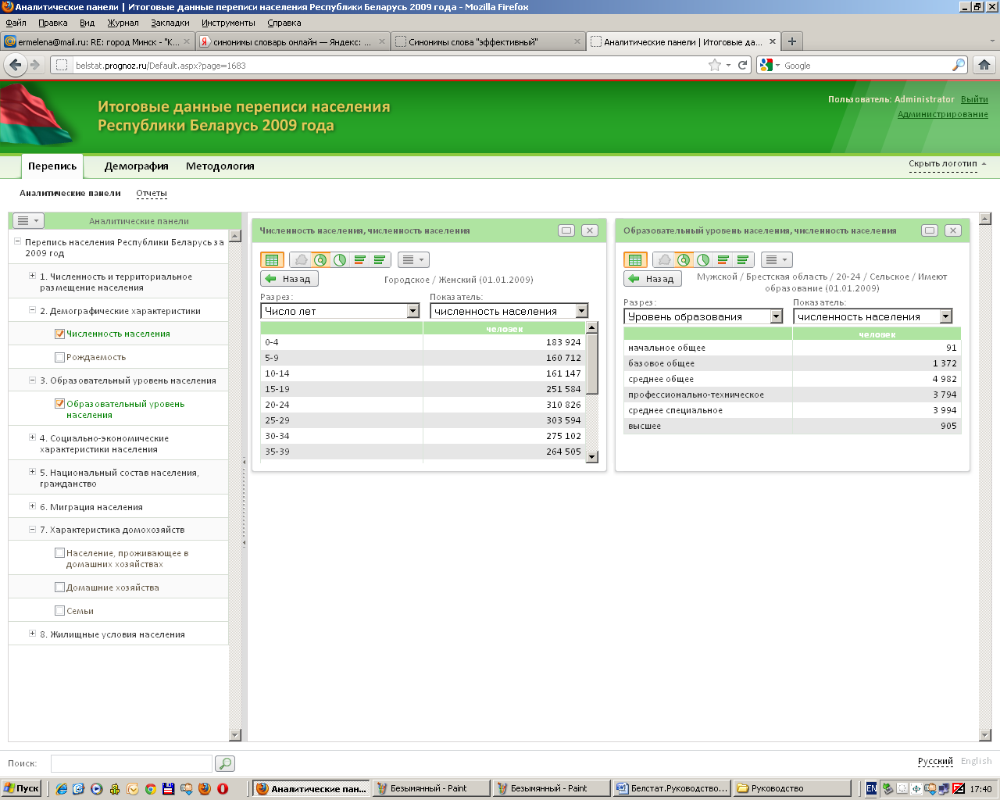 Аналитические панели | Итоговые данные переписи населения Республики Беларусь 2009 года - Mozilla Firefox
Файл Правка Вид Журнал Закладки Инструменты Справка
ermelena@mail.ru: RE: город Минск - "К... синонимы словарь онлайн — Яндекс: ... Синонимы слова "эффективный" Аналитические панели | Итоговые да...
belstat.prognoz.ru/Default.aspx?page=1683 Google
Итоговые данные переписи населения
Республики Беларусь 2009 года
Пользователь: Administrator Выйти
Администрирование
Перепись Демография Методология Скрыть логотип
Аналитические панели Отчеты
Аналитические панели
Перепись населения Республики Беларусь за
2009 год
1. Численность и территориальное
размещение населения
2. Демографические характеристики
Численность населения
Рождаемость
3. Образовательный уровень населения
Образовательный уровень
населения
4. Социально-экономические
характеристики населения
5. Национальный состав населения,
гражданство
6. Миграция населения
7. Характеристика домохозяйств
Население, проживающее в
домашних хозяйствах
Домашние хозяйства
Семьи
8. Жилищные условия населения
Численность населения, численность населения
Назад Городское / Женский (01.01.2009)
Разрез: Показатель:
Число лет численность населения
человек
0-4 183 924
5-9 160 712
10-14 161 147
15-19 251 584
20-24 310 826
25-29 303 594
30-34 275 102
35-39 264 505
Образовательный уровень населения, численность населения
Назад Мужской / Брестская область / 20-24 / Сельское / Имеют
образование (01.01.2009)
Разрез: Показатель:
Уровень образования численность населения
человек
начальное общее 91
базовое общее 1 372
среднее общее 4 982
профессионально-техническое 3 794
среднее специальное 3 994
высшее 905
Поиск: Русский English
Пуск Аналитические пан... Безымянный - Paint Безымянный - Paint Белстат.Руководство... Руководство EN 17:40